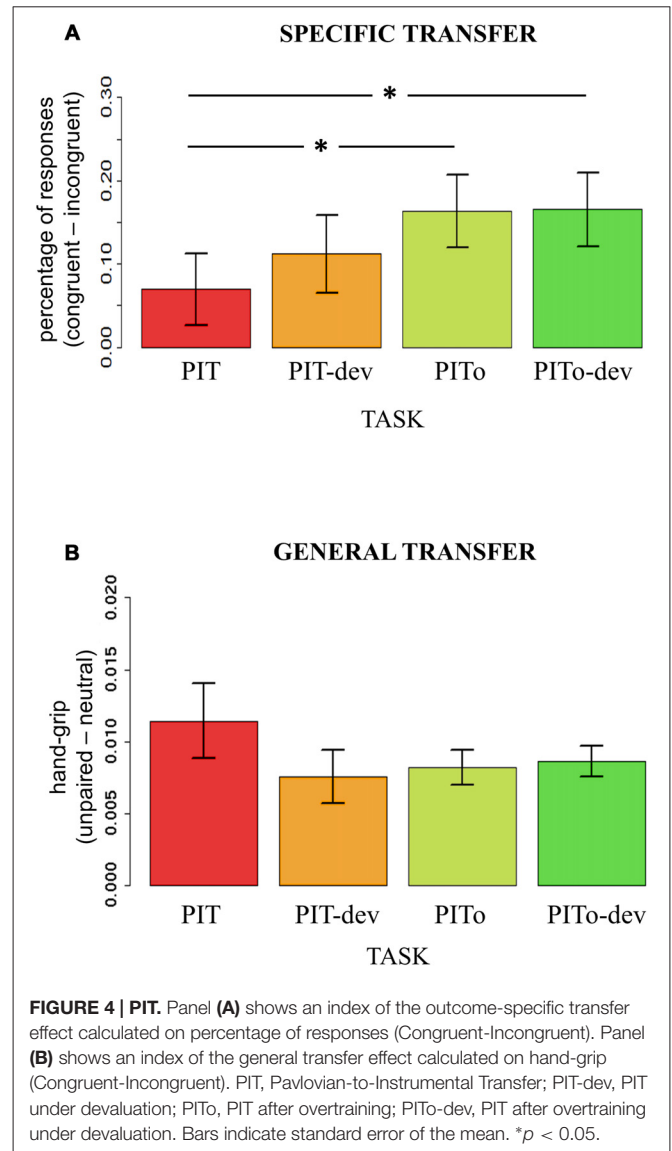 A
SPECIFIC TRANSFER
percentage of responses
(congruent – incongruent)
0.30
0.20
0.10
0.00
*
*
PIT
PIT-dev
PITo
PITo-dev
TASK
B
GENERAL TRANSFER
hand-grip
(unpaired – neutral)
0.020
0.015
0.010
0.005
0.000
PIT
PIT-dev
PITo
PITo-dev
TASK
FIGURE 4 | PIT. Panel (A) shows an index of the outcome-specific transfer
effect calculated on percentage of responses (Congruent-Incongruent). Panel
(B) shows an index of the general transfer effect calculated on hand-grip
(Congruent-Incongruent). PIT, Pavlovian-to-Instrumental Transfer; PIT-dev, PIT
under devaluation; PITo, PIT after overtraining; PITo-dev, PIT after overtraining
under devaluation. Bars indicate standard error of the mean. *p < 0.05.